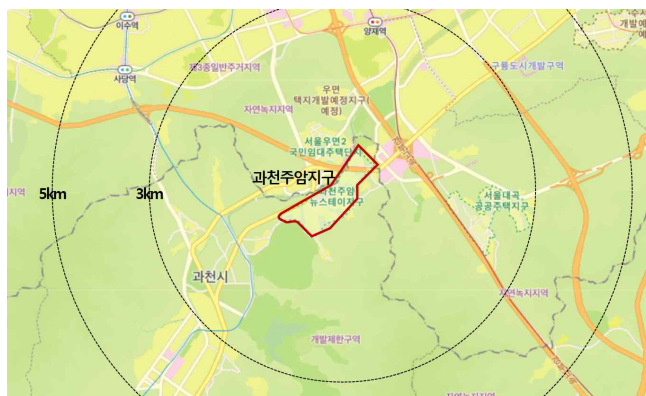 이수역
양재역
사당역
제3종일반주거지역
구룡도시개발구역
우면
택지개발예정지구(
예정)
자연녹지지역
서울우면2
국민임대주택단지
과천주암지구
과천주암
뉴스테이지구
5km
3km
서울대곡
공공주택지구
과천시
자연녹지지역
개발제한구역
자연녹지지역